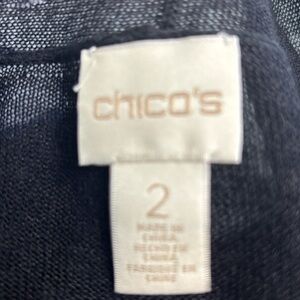 chico's
2
MADE IN
CHINA
HECHO EN
CHINA
FABRIQUÉ EN
CHINE